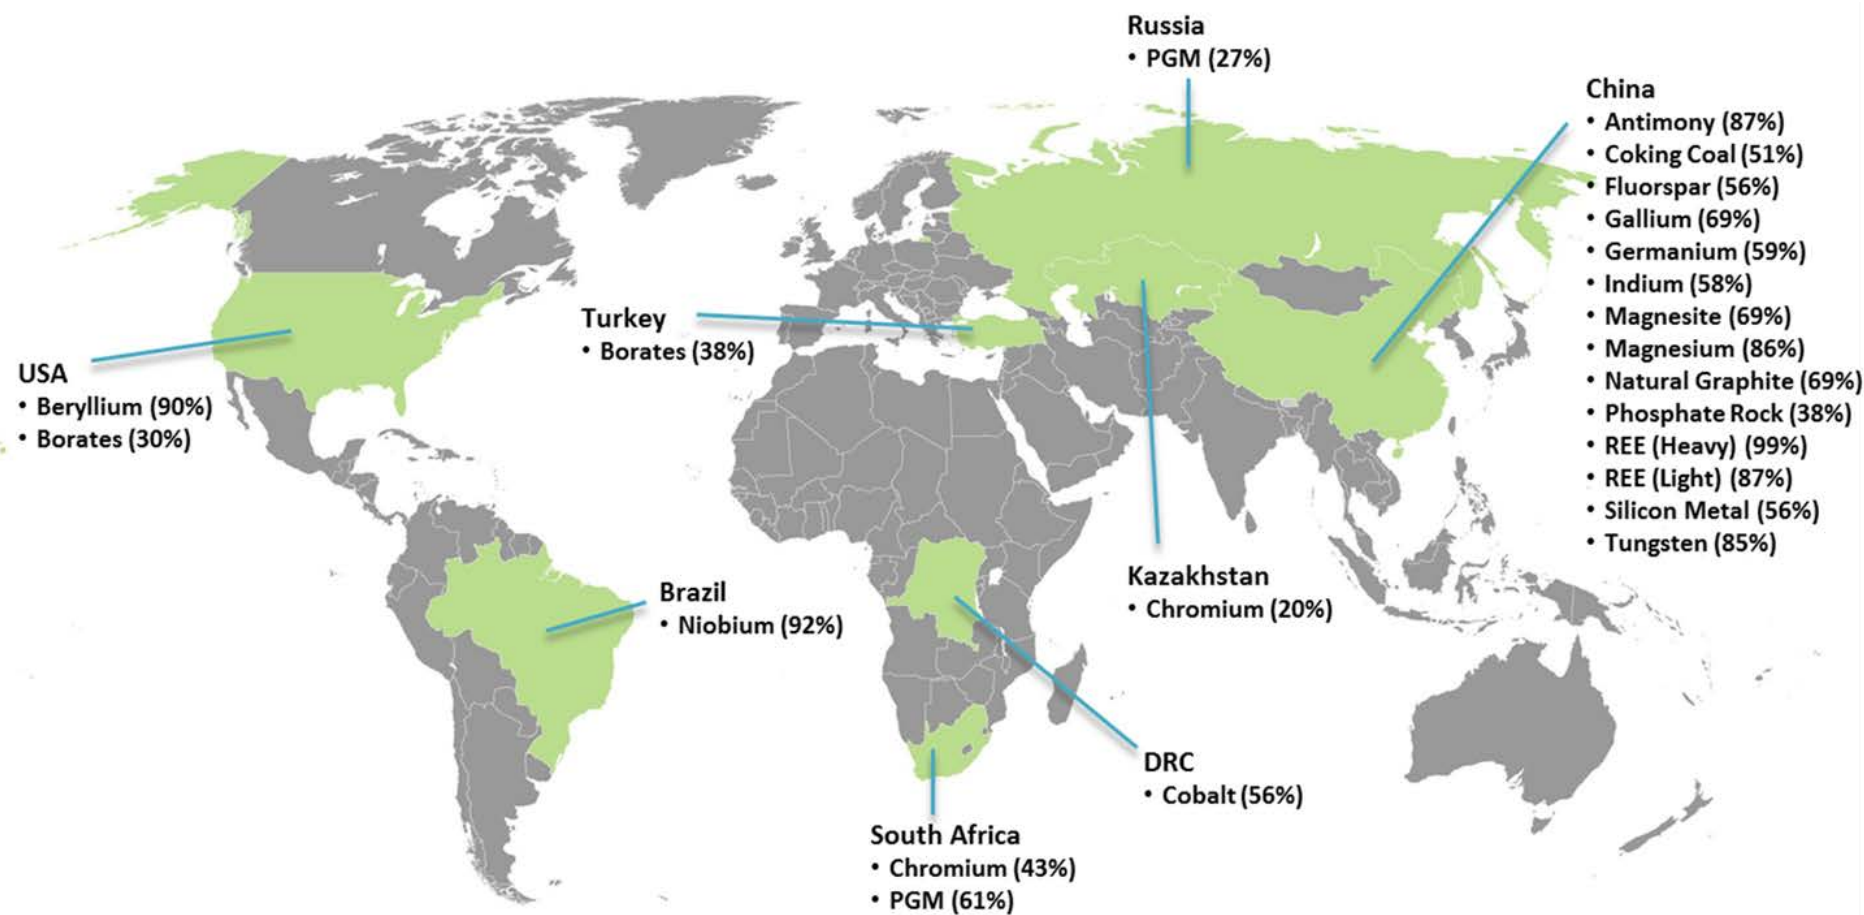 Russia
• PGM (27%)
China
• Antimony (87%)
• Coking Coal (51%)
• Fluorspar (56%)
• Gallium (69%)
• Germanium (59%)
• Indium (58%)
• Magnesite (69%)
• Magnesium (86%)
• Natural Graphite (69%)
• Phosphate Rock (38%)
• REE (Heavy) (99%)
• REE (Light) (87%)
• Silicon Metal (56%)
• Tungsten (85%)
Turkey
• Borates (38%)
USA
• Beryllium (90%)
• Borates (30%)
Brazil
• Niobium (92%)
Kazakhstan
• Chromium (20%)
DRC
• Cobalt (56%)
South Africa
• Chromium (43%)
• PGM (61%)